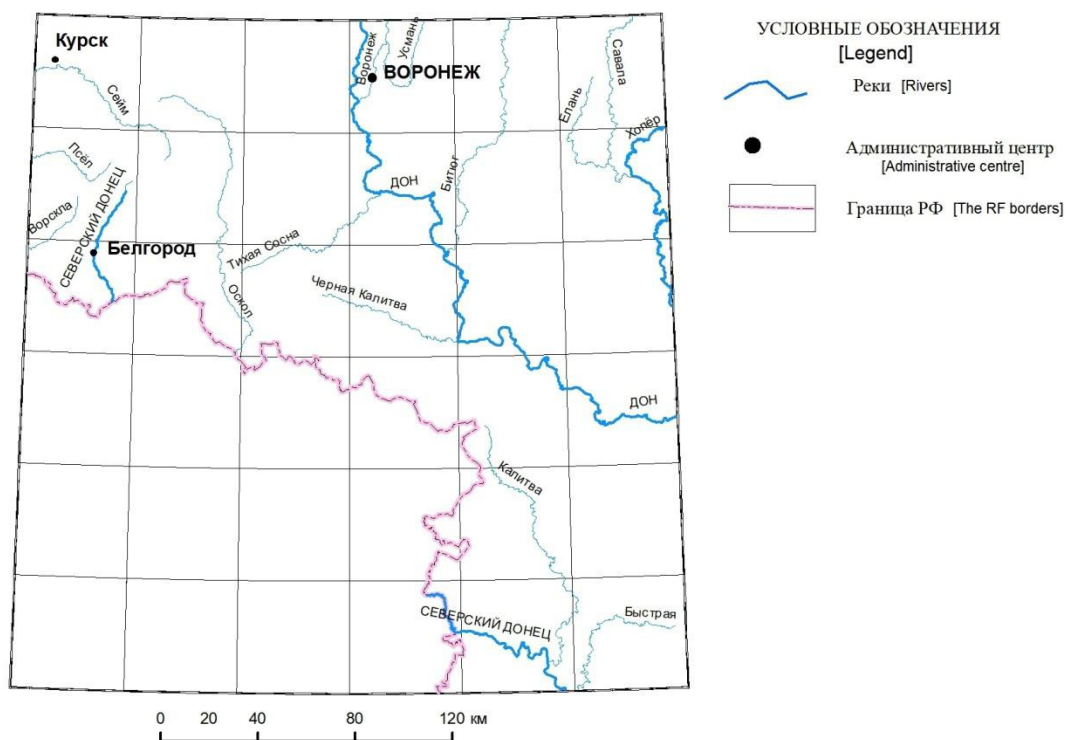 Курск
Сейм
Псёл
Ворскла
СЕВЕРСКИЙ ДОНЕЦ
Белгород
Оскол
Тихая Сосна
Воронеж
Усмань
ВОРОНЕЖ
ДОН
Битюг
Черная Калитва
Елань
Савала
Хопёр
ДОН
Калитва
СЕВЕРСКИЙ ДОНЕЦ
Быстрая
0 20 40 80 120 км
УСЛОВНЫЕ ОБОЗНАЧЕНИЯ
[Legend]
Реки [Rivers]
Административный центр
[Administrative centre]
Граница РФ [The RF borders]